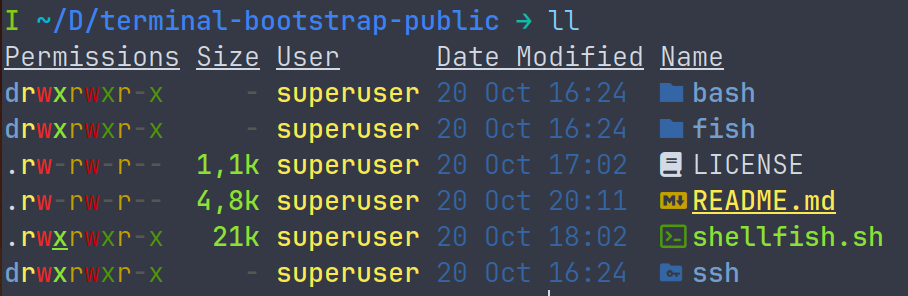 I ~/D/terminal-bootstrap-public → ll
Permissions Size User Date Modified Name
drwxrwxr-x - superuser 20 Oct 16:24 bash
drwxrwxr-x - superuser 20 Oct 16:24 fish
.rw-rw-r-- 1,1k superuser 20 Oct 17:02 LICENSE
.rw-rw-r-- 4,8k superuser 20 Oct 20:11 README.md
.rwxrwxr-x 21k superuser 20 Oct 18:02 shellfish.sh
drwxrwxr-x - superuser 20 Oct 16:24 ssh